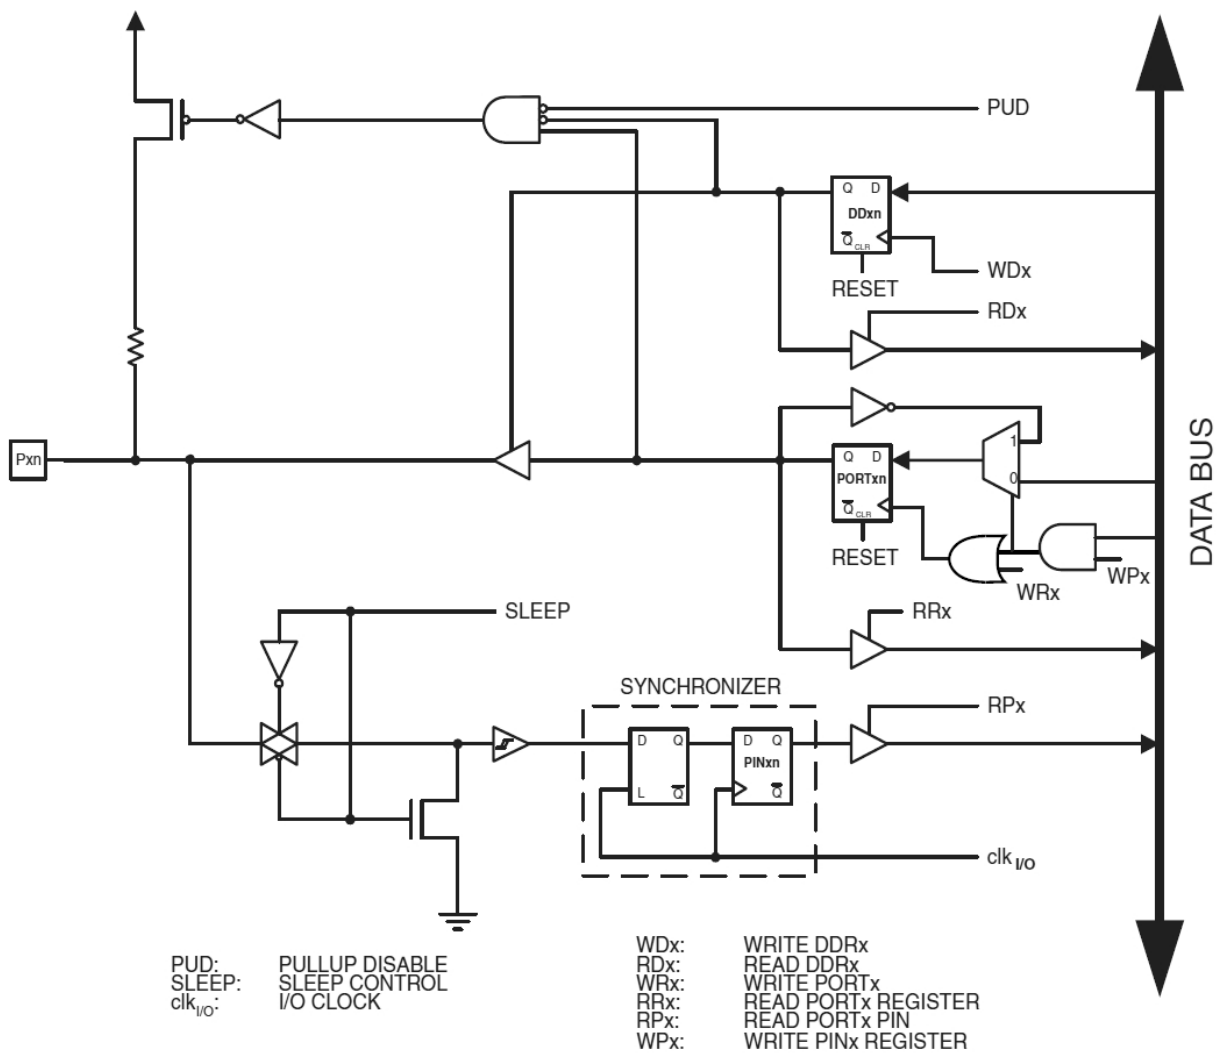 PUD
Q D
DDxn
Q
CLR
WDx
RESET
RDx
1
Pxn
Q D
PORTxn
0
Q
CLR
RESET
WPx
WRx
DATA BUS
SLEEP
RRx
SYNCHRONIZER
RPx
D Q
D Q
PINxn
L Q
Q
clk I/O
PUD: PULLUP DISABLE
SLEEP: SLEEP CONTROL
clk I/O: I/O CLOCK
WDx: WRITE DDRx
RDx: READ DDRx
WRx: WRITE PORTx
RRx: READ PORTx REGISTER
RPx: READ PORTx PIN
WPx: WRITE PINx REGISTER